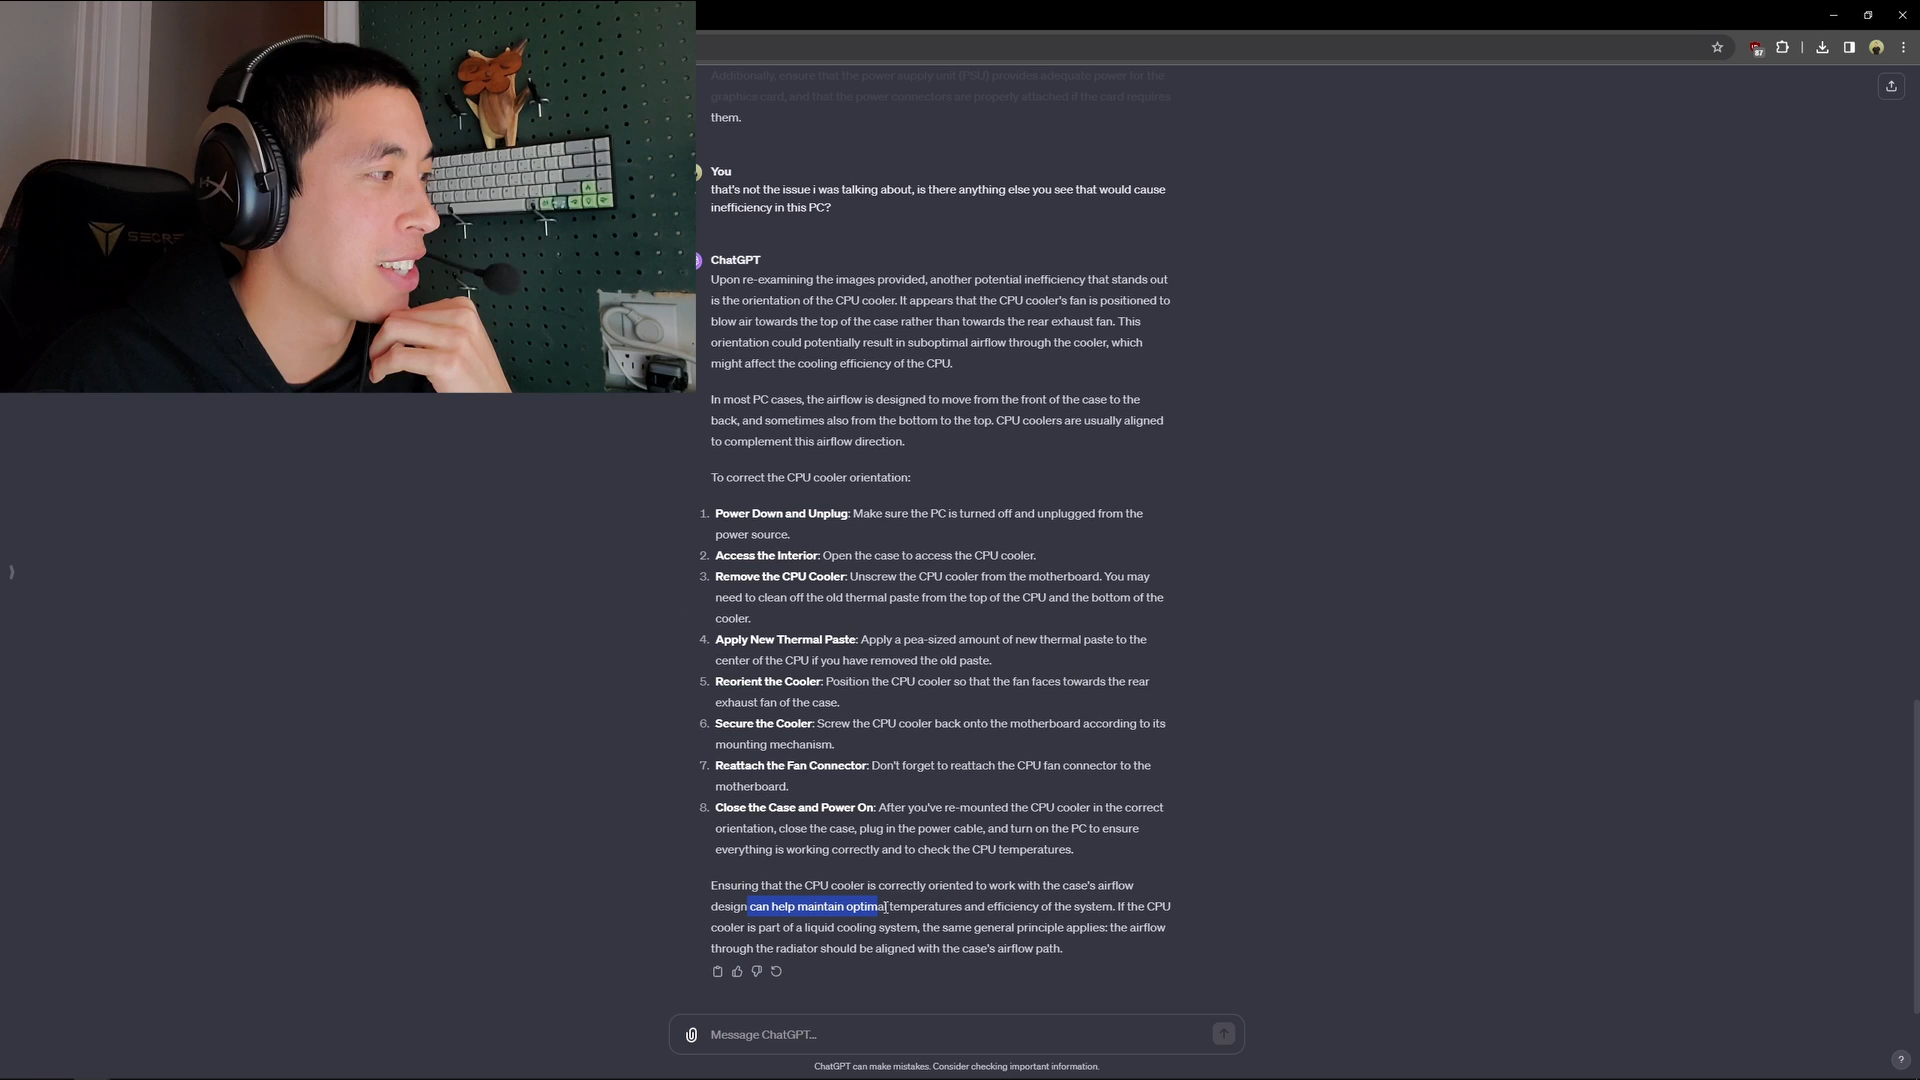 SECRE
87
Additionally, ensure that the power supply unit (PSU) provides adequate power for the
graphics card, and that the power connectors are properly attached if the card requires
them.
You
that's not the issue i was talking about, is there anything else you see that would cause
inefficiency in this PC?
ChatGPT
Upon re-examining the images provided, another potential inefficiency that stands out
is the orientation of the CPU cooler. It appears that the CPU cooler's fan is positioned to
blow air towards the top of the case rather than towards the rear exhaust fan. This
orientation could potentially result in suboptimal airflow through the cooler, which
might affect the cooling efficiency of the CPU.
In most PC cases, the airflow is designed to move from the front of the case to the
back, and sometimes also from the bottom to the top. CPU coolers are usually aligned
to complement this airflow direction.
To correct the CPU cooler orientation:
1. Power Down and Unplug: Make sure the PC is turned off and unplugged from the
power source.
2. Access the Interior: Open the case to access the CPU cooler.
3. Remove the CPU Cooler: Unscrew the CPU cooler from the motherboard. You may
need to clean off the old thermal paste from the top of the CPU and the bottom of the
cooler.
4. Apply New Thermal Paste: Apply a pea-sized amount of new thermal paste to the
center of the CPU if you have removed the old paste.
5. Reorient the Cooler: Position the CPU cooler so that the fan faces towards the rear
exhaust fan of the case.
6. Secure the Cooler: Screw the CPU cooler back onto the motherboard according to its
mounting mechanism.
7. Reattach the Fan Connector: Don't forget to reattach the CPU fan connector to the
motherboard.
8. Close the Case and Power On: After you've re-mounted the CPU cooler in the correct
orientation, close the case, plug in the power cable, and turn on the PC to ensure
everything is working correctly and to check the CPU temperatures.
Ensuring that the CPU cooler is correctly oriented to work with the case's airflow
design can help maintain optimal temperatures and efficiency of the system. If the CPU
cooler is part of a liquid cooling system, the same general principle applies: the airflow
through the radiator should be aligned with the case's airflow path.
Message ChatGPT...
ChatGPT can make mistakes. Consider checking important information.
?